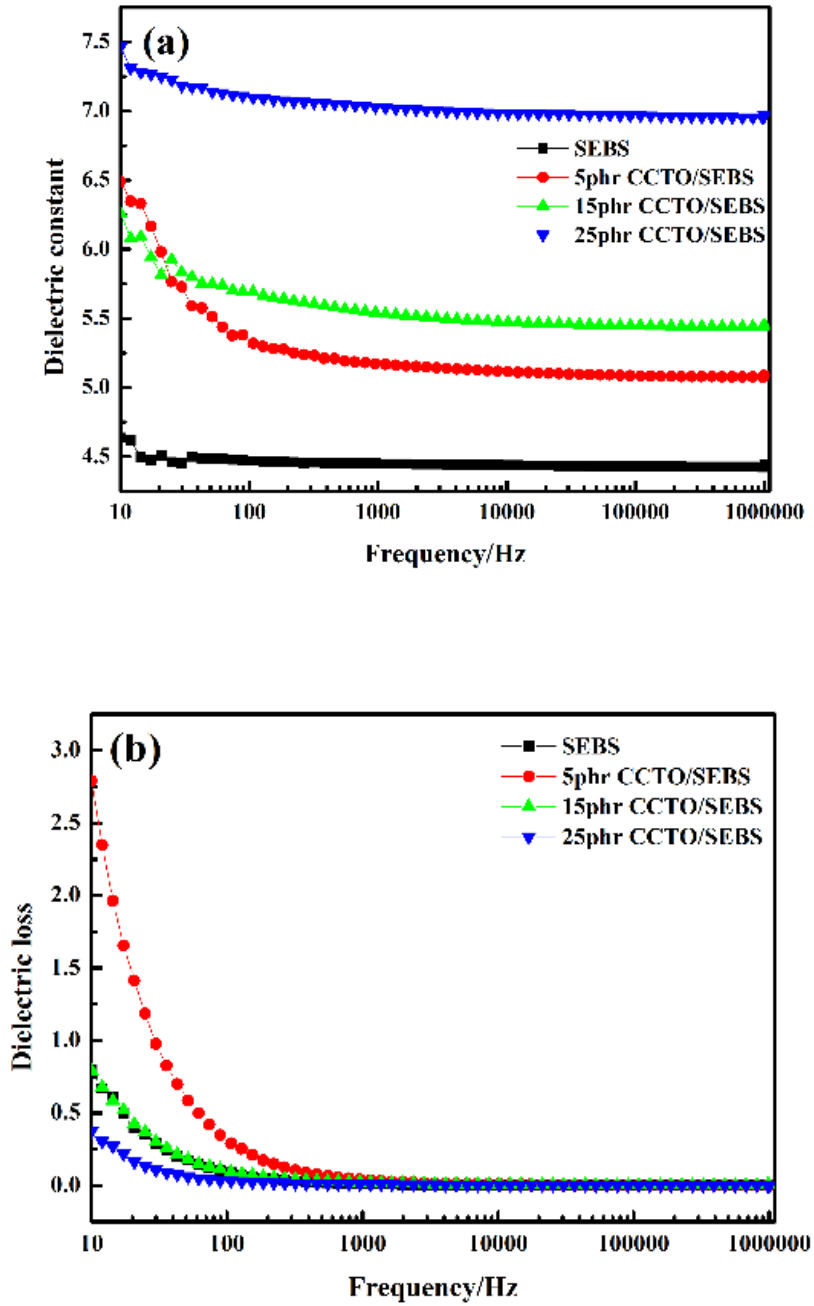 (a)
7.5
7.0
6.5
6.0
5.5
5.0
4.5
Dielectric constant
SEBS
5phr CCTO/SEBS
15phr CCTO/SEBS
25phr CCTO/SEBS
10 100 1000 10000 100000 1000000
Frequency/Hz
(b)
3.0
2.5
2.0
1.5
1.0
0.5
0.0
Dielectric loss
SEBS
5phr CCTO/SEBS
15phr CCTO/SEBS
25phr CCTO/SEBS
10 100 1000 10000 100000 1000000
Frequency/Hz